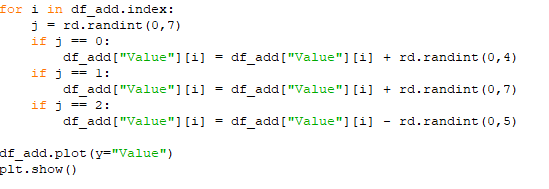 for i in df_add.index:
    j = rd.randint(0,7)
    if j == 0:
        df_add["Value"][i] = df_add["Value"][i] + rd.randint(0,4)
    if j == 1:
        df_add["Value"][i] = df_add["Value"][i] + rd.randint(0,7)
    if j == 2:
        df_add["Value"][i] = df_add["Value"][i] - rd.randint(0,5)

df_add.plot(y="Value")
plt.show()